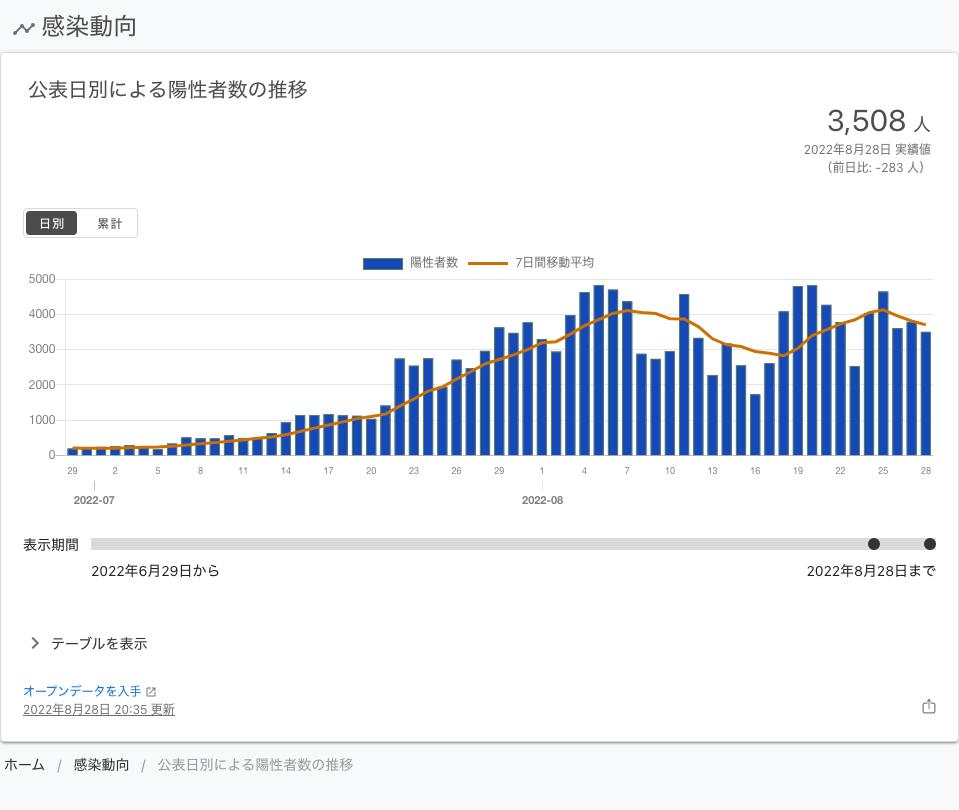 感染動向
公表日別による陽性者数の推移
3,508 人
2022年8月28日 実績値
（前日比: -283 人）
日別 累計
陽性者数 7日間移動平均
5000
4000
3000
2000
1000
0
29 2 5 8 11 14 17 20 23 26 29 1 4 7 10 13 16 19 22 25 28
2022-07 2022-08
表示期間
2022年6月29日から 2022年8月28日まで
テーブルを表示
オープンデータを入手
2022年8月28日 20:35 更新
ホーム / 感染動向 / 公表日別による陽性者数の推移